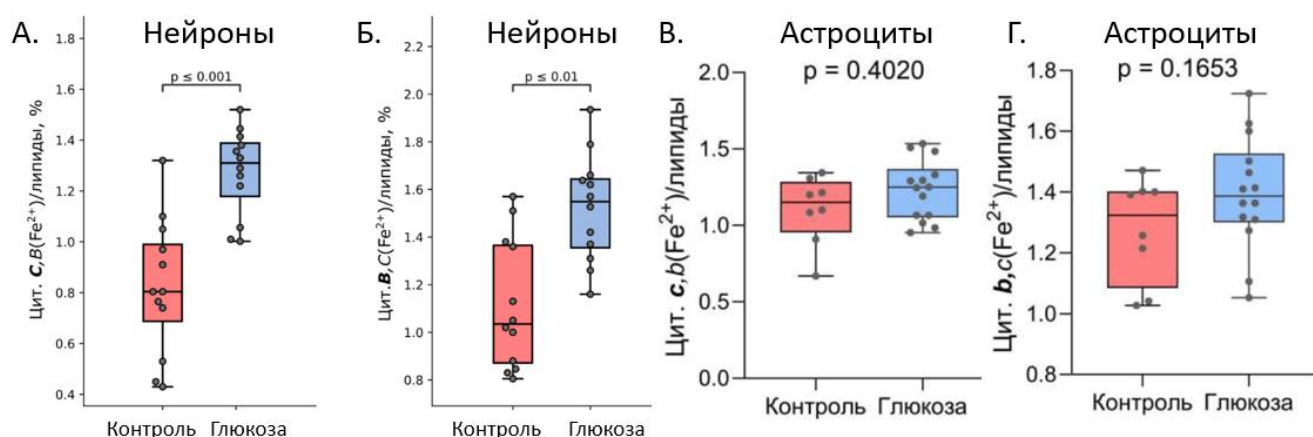 А. Нейроны
Цит. c,B(Fe²⁺)/липиды, %
1.8
1.6
1.4
1.2
1.0
0.8
0.6
0.4
p ≤ 0.001
Контроль Глюкоза
Б. Нейроны
Цит.B,C(Fe²⁺)/липиды, %
2.2
2.0
1.8
1.6
1.4
1.2
1.0
0.8
p ≤ 0.01
Контроль Глюкоза
В. Астроциты
p = 0.4020
Цит. c,b(Fe²⁺)/липиды
2.0
1.5
1.0
0.5
0.0
Контроль Глюкоза
Г. Астроциты
p = 0.1653
Цит. b,c(Fe²⁺)/липиды
1.8
1.6
1.4
1.2
1.0
0.8
Контроль Глюкоза